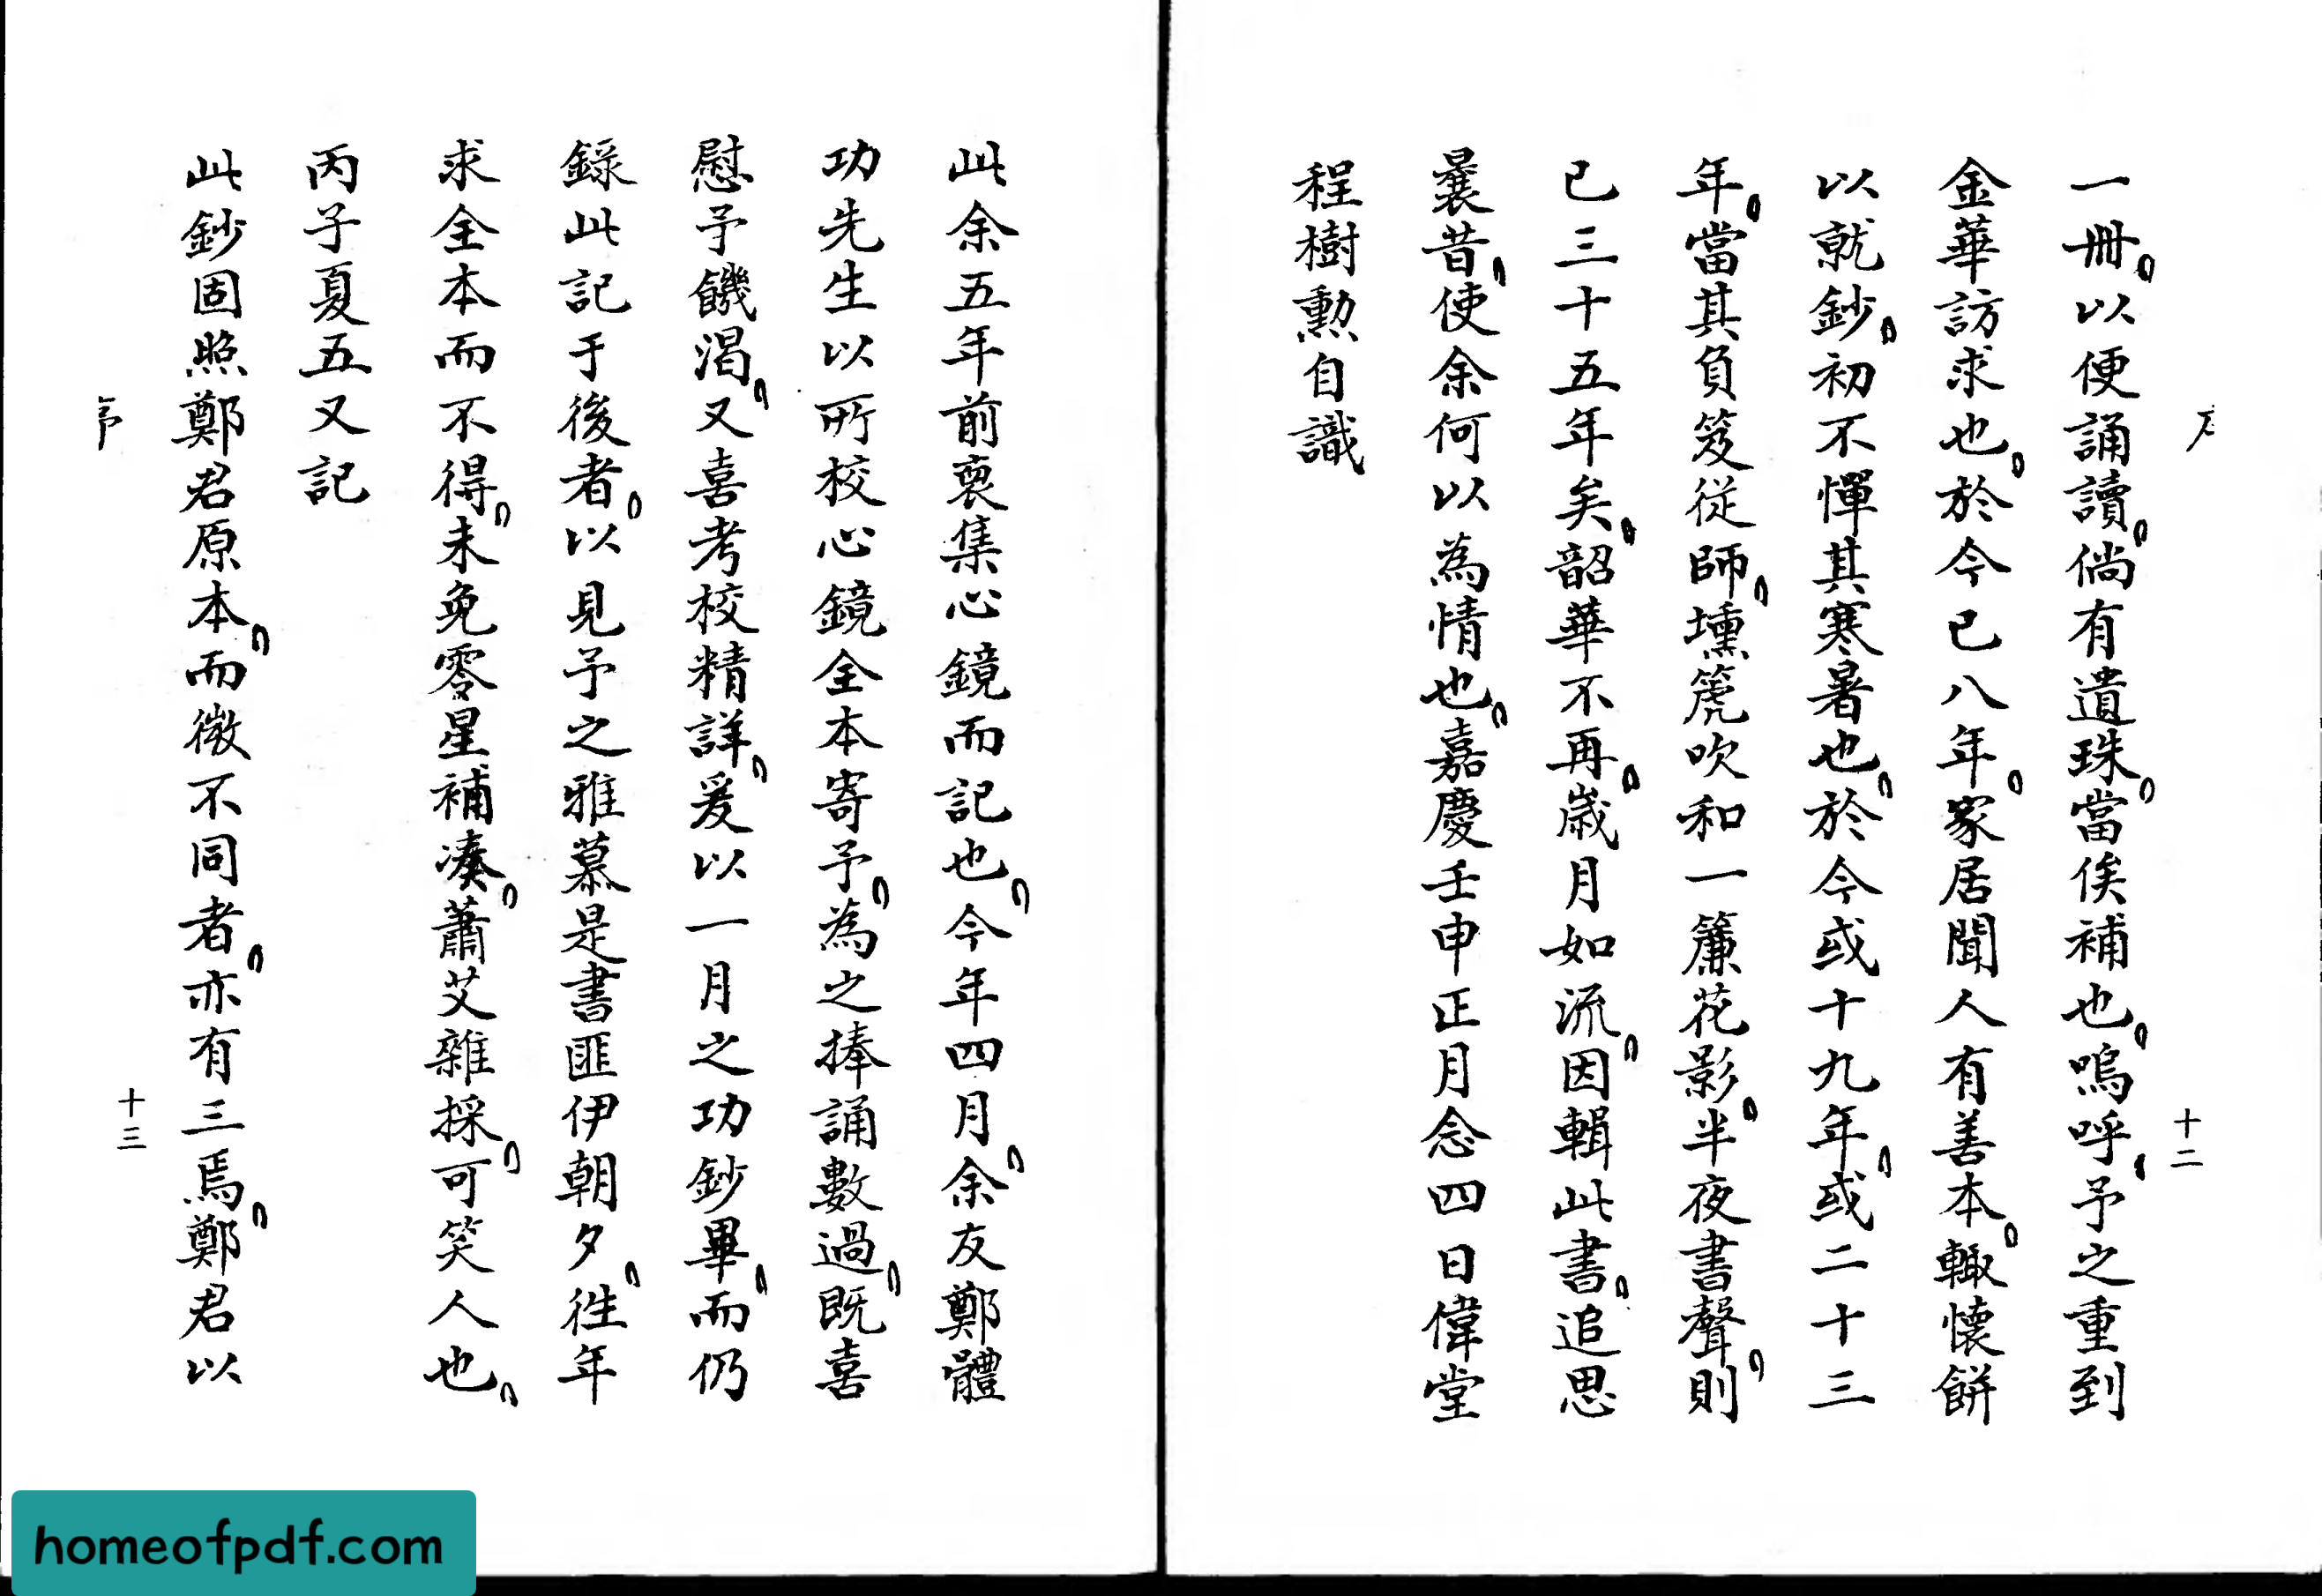 序
十二
一冊，以便誦讀，倘有遺珠，當俟補也，嗚呼，予之重到
金華訪求也，於今已八年，家居聞人有善本，輙懷餅
以就鈔，初不憚其寒暑也，於今或十九年，或二十三
年，當其負笈從師，壎箎吹和一簾花影，半夜書聲，則
已三十五年矣，韶華不再，歲月如流，因輯此書，追思
曩昔，使余何以為情也，嘉慶壬申正月念四日偉堂
程樹勲自識
此余五年前裒集心鏡而記也，今年四月，余友鄭體
功先生以所校心鏡全本寄予，為之捧誦數過，既喜
慰予饑渴，又喜考校精詳，爰以一月之功鈔畢，而仍
錄此記于後者，以見予之雅慕是書匪伊朝夕，徃年
求全本而不得，未免零星補凑，蕭艾雜採，可笑人也，
丙子夏五又記
此鈔固照鄭君原本，而微不同者，亦有三焉，鄭君以
序
十三
homeofpdf.com